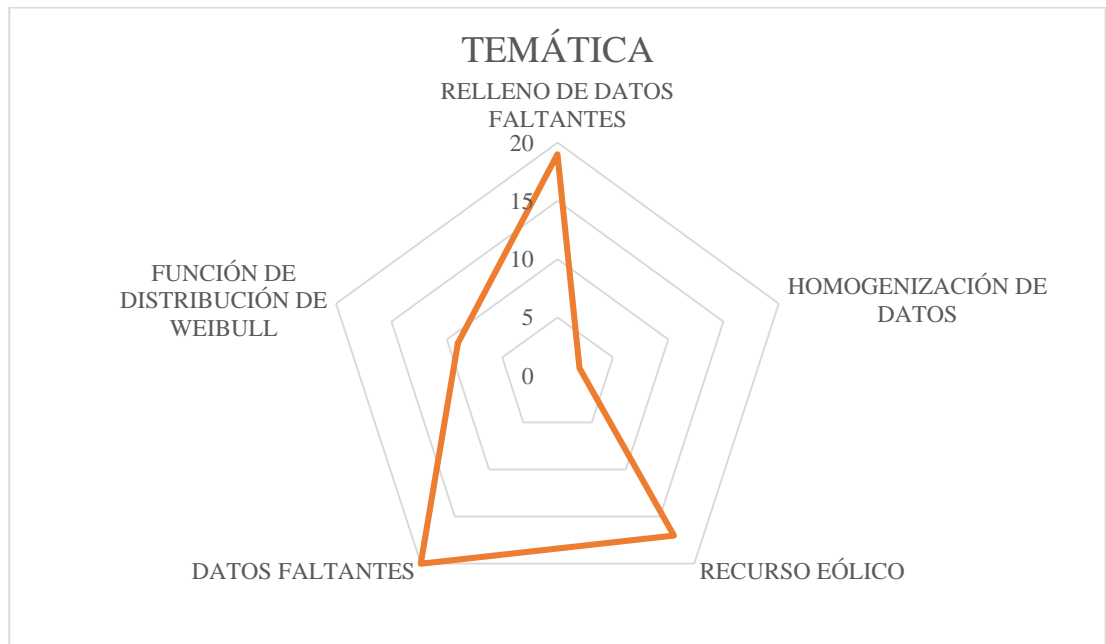 TEMÁTICA
RELLENO DE DATOS
FALTANTES
20
15
10
5
0
HOMOGENIZACIÓN DE
DATOS
RECURSO EÓLICO
DATOS FALTANTES
FUNCIÓN DE
DISTRIBUCIÓN DE
WEIBULL